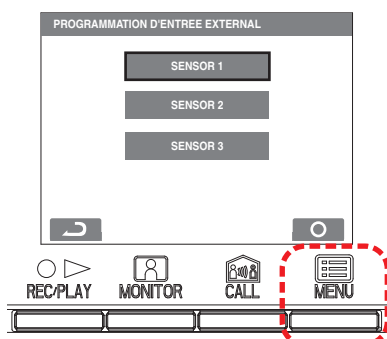 PROGRAMMATION D'ENTREE EXTERNAL
SENSOR 1
SENSOR 2
SENSOR 3
REC/PLAY MONITOR CALL MENU